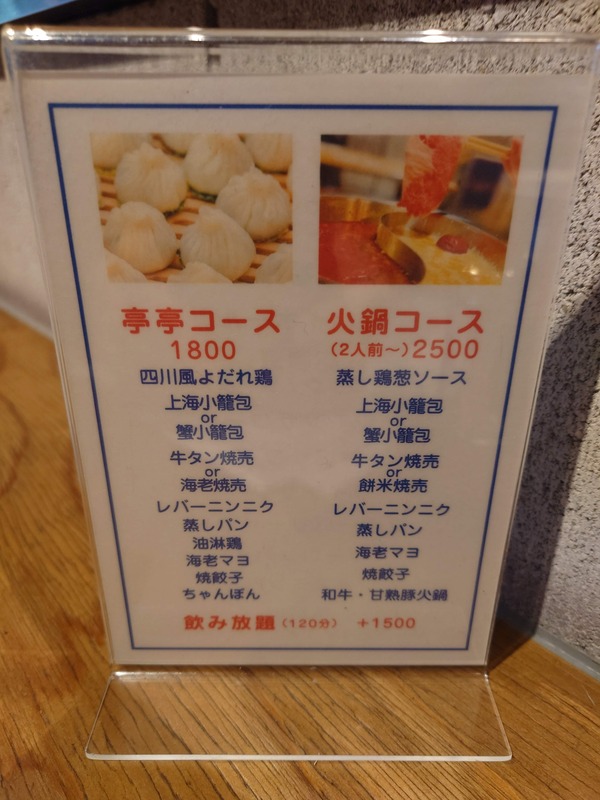 亭亭コース
1800
四川風よだれ鶏
上海小籠包
or
蟹小籠包
牛タン焼売
or
海老焼売
レバーニンニク
蒸しパン
油淋鶏
海老マヨ
焼餃子
ちゃんぽん
火鍋コース
(2人前〜)2500
蒸し鶏葱ソース
上海小籠包
or
蟹小籠包
牛タン焼売
or
餅米焼売
レバーニンニク
蒸しパン
海老マヨ
焼餃子
和牛・甘熟豚火鍋
飲み放題(120分) +1500